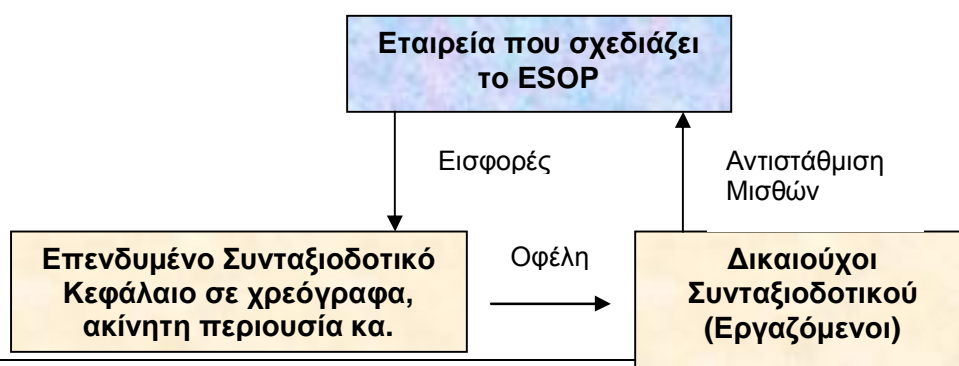 Εταιρεία που σχεδιάζει
το ESOP
Εισφορές
Αντιστάθμιση
Μισθών
Επενδυμένο Συνταξιοδοτικό
Κεφάλαιο σε χρεόγραφα,
ακίνητη περιουσία κα.
Οφέλη
Δικαιούχοι
Συνταξιοδοτικού
(Εργαζόμενοι)